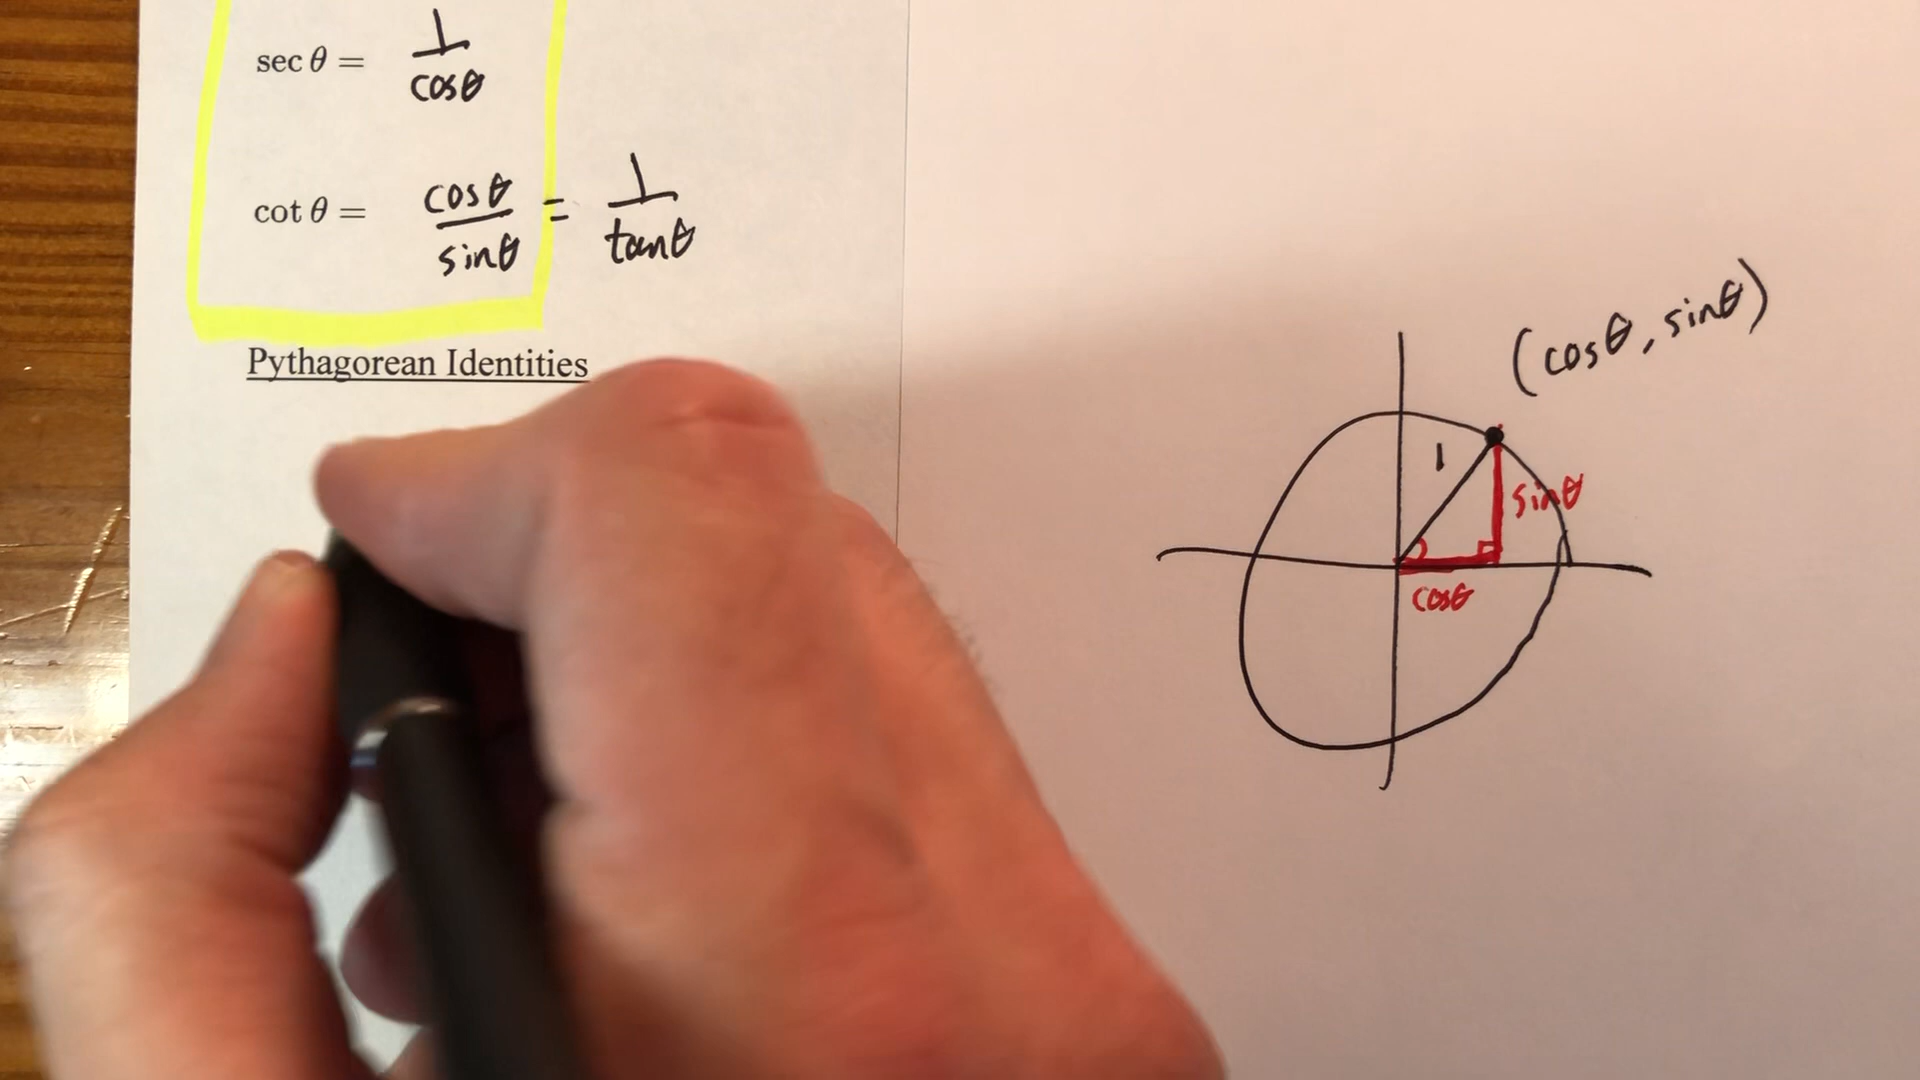 sec θ = 1/cosθ
cot θ = cosθ/sinθ = 1/tanθ
Pythagorean Identities
(cosθ, sinθ)
1
sinθ
cosθ